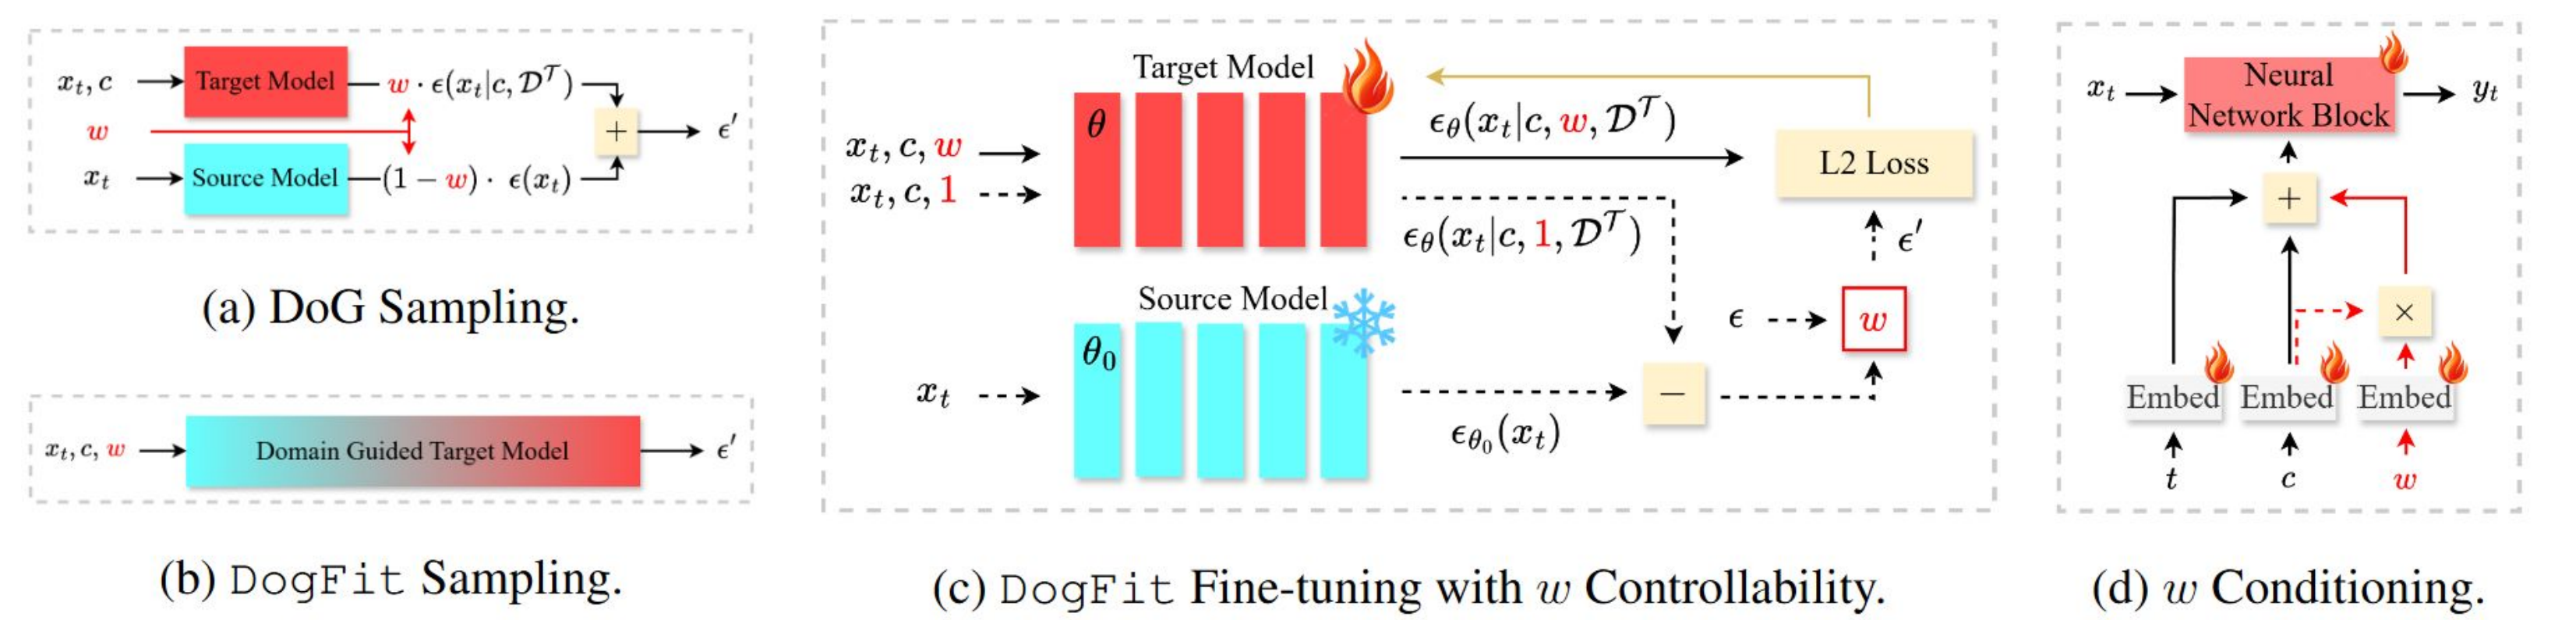 x_t, c
Target Model
w · ϵ(x_t|c, 𝒟^𝒯)
w
+
ϵ′
x_t
Source Model
(1 − w) · ϵ(x_t)
(a) DoG Sampling.
x_t, c, w
Domain Guided Target Model
ϵ′
(b) DogFit Sampling.
Target Model
θ
x_t, c, w
x_t, c, 1
ϵ_θ(x_t|c, w, 𝒟^𝒯)
L2 Loss
ϵ_θ(x_t|c, 1, 𝒟^𝒯)
ϵ′
Source Model
θ_0
ϵ
w
x_t
−
ϵ_{θ_0}(x_t)
(c) DogFit Fine-tuning with w Controllability.
x_t
Neural
Network Block
y_t
+
×
Embed Embed Embed
t c w
(d) w Conditioning.